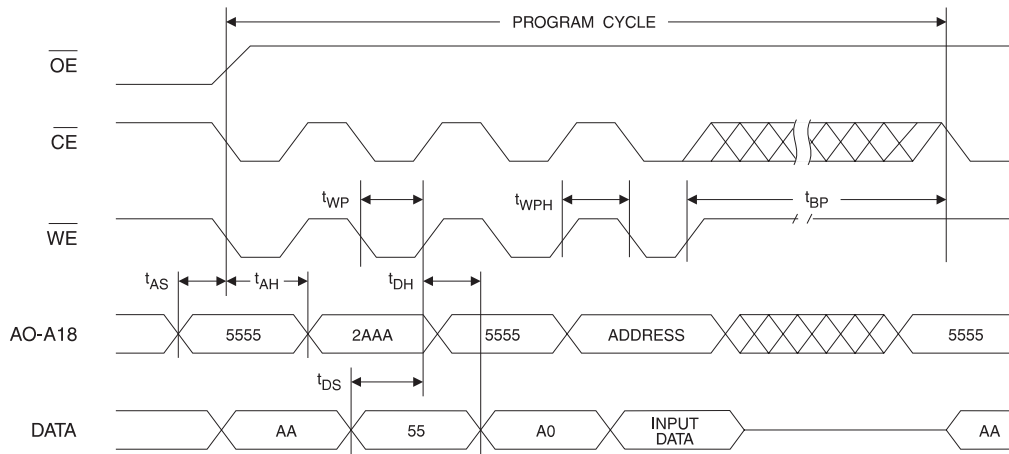 PROGRAM CYCLE
OE
CE
tWP
tWPH
tBP
WE
tAS
tAH
tDH
AO-A18
5555
2AAA
5555
ADDRESS
5555
tDS
DATA
AA
55
A0
INPUT
DATA
AA